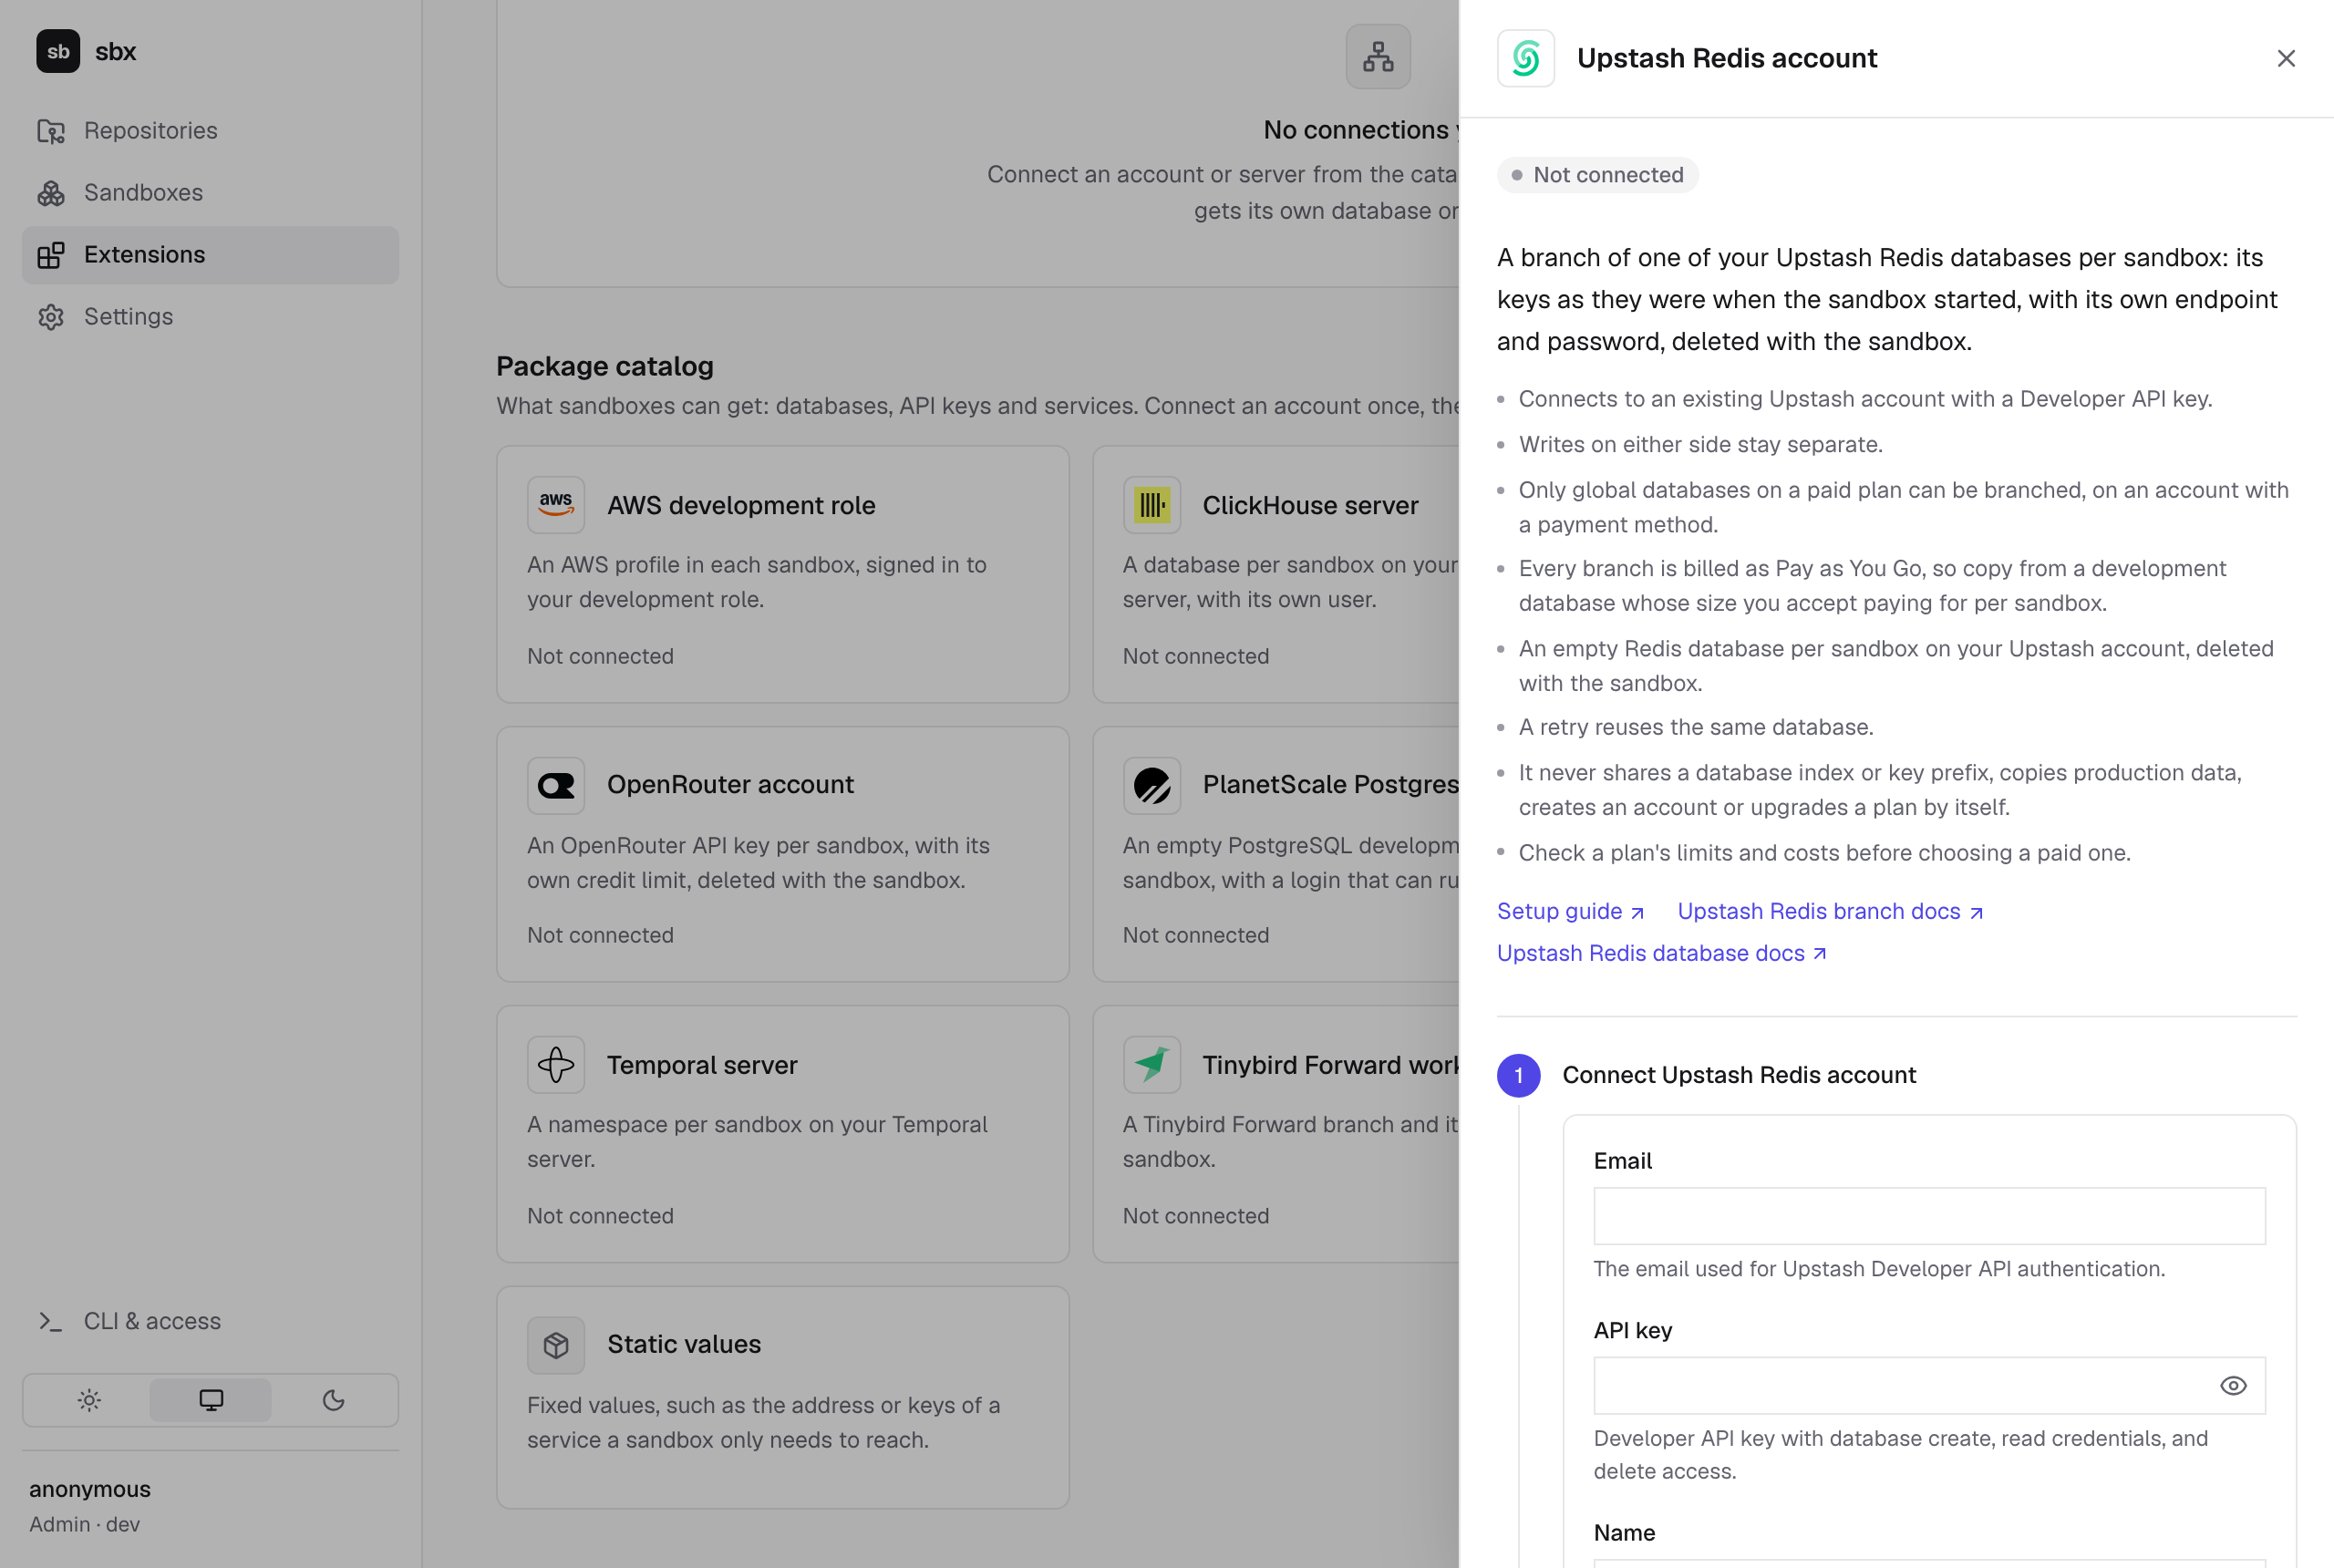 sb sbx
Repositories
Sandboxes
Extensions
Settings
CLI & access
anonymous
Admin · dev
No connections
Connect an account or server from the cata
gets its own database or
Package catalog
What sandboxes can get: databases, API keys and services. Connect an account once, the
aws AWS development role
An AWS profile in each sandbox, signed in to
your development role.
Not connected
ClickHouse server
A database per sandbox on your
server, with its own user.
Not connected
OpenRouter account
An OpenRouter API key per sandbox, with its
own credit limit, deleted with the sandbox.
Not connected
PlanetScale Postgres
An empty PostgreSQL developm
sandbox, with a login that can ru
Not connected
Temporal server
A namespace per sandbox on your Temporal
server.
Not connected
Tinybird Forward work
A Tinybird Forward branch and it
sandbox.
Not connected
Static values
Fixed values, such as the address or keys of a
service a sandbox only needs to reach.
Upstash Redis account
Not connected
A branch of one of your Upstash Redis databases per sandbox: its
keys as they were when the sandbox started, with its own endpoint
and password, deleted with the sandbox.
Connects to an existing Upstash account with a Developer API key.
Writes on either side stay separate.
Only global databases on a paid plan can be branched, on an account with
a payment method.
Every branch is billed as Pay as You Go, so copy from a development
database whose size you accept paying for per sandbox.
An empty Redis database per sandbox on your Upstash account, deleted
with the sandbox.
A retry reuses the same database.
It never shares a database index or key prefix, copies production data,
creates an account or upgrades a plan by itself.
Check a plan's limits and costs before choosing a paid one.
Setup guide ↗ Upstash Redis branch docs ↗
Upstash Redis database docs ↗
1 Connect Upstash Redis account
Email
The email used for Upstash Developer API authentication.
API key
Developer API key with database create, read credentials, and
delete access.
Name